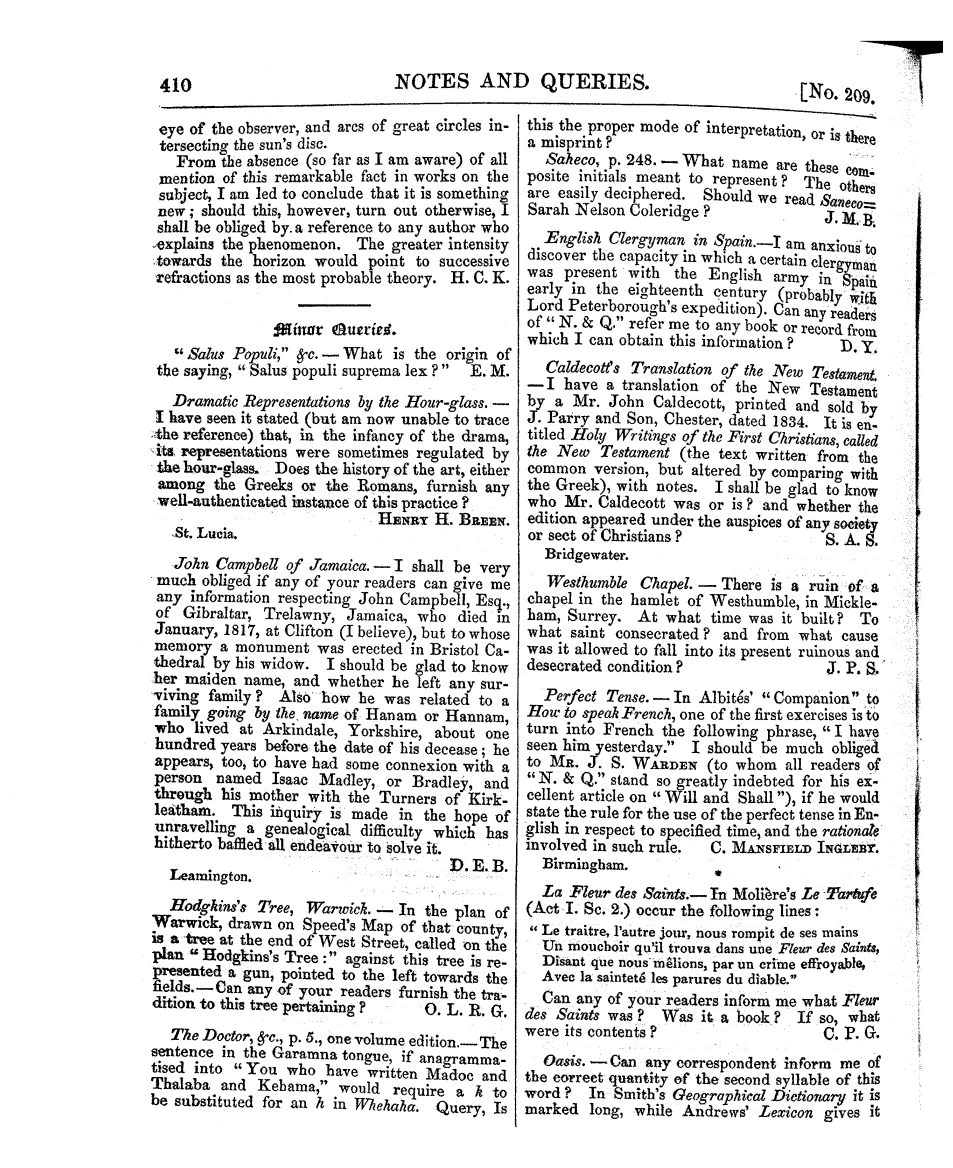 410
NOTES AND QUERIES.
[No. 209.
eye of the observer, and arcs of great circles in-
tersecting the sun's disc.
From the absence (so far as I am aware) of all
mention of this remarkable fact in works on the
subject, I am led to conclude that it is something
new; should this, however, turn out otherwise, I
shall be obliged by a reference to any author who
explains the phenomenon. The greater intensity
towards the horizon would point to successive
refractions as the most probable theory. H. C. K.
Minor Queries.
"Salus Populi," &c. — What is the origin of
the saying, "Salus populi suprema lex?" E. M.
Dramatic Representations by the Hour-glass. —
I have seen it stated (but am now unable to trace
the reference) that, in the infancy of the drama,
its representations were sometimes regulated by
the hour-glass. Does the history of the art, either
among the Greeks or the Romans, furnish any
well-authenticated instance of this practice?
HENRY H. BREEN.
St. Lucia.
John Campbell of Jamaica. — I shall be very
much obliged if any of your readers can give me
any information respecting John Campbell, Esq.,
of Gibraltar, Trelawny, Jamaica, who died in
January, 1817, at Clifton (I believe), but to whose
memory a monument was erected in Bristol Ca-
thedral by his widow. I should be glad to know
her maiden name, and whether he left any sur-
viving family? Also how he was related to a
family going by the name of Hanam or Hannam,
who lived at Arkindale, Yorkshire, about one
hundred years before the date of his decease; he
appears, too, to have had some connexion with a
person named Isaac Madley, or Bradley, and
through his mother with the Turners of Kirk-
leatham. This inquiry is made in the hope of
unravelling a genealogical difficulty which has
hitherto baffled all endeavour to solve it.
D. E. B.
Leamington.
Hodgkins's Tree, Warwick. — In the plan of
Warwick, drawn on Speed's Map of that county,
is a tree at the end of West Street, called on the
plan "Hodgkins's Tree:" against this tree is re-
presented a gun, pointed to the left towards the
fields. — Can any of your readers furnish the tra-
dition to this tree pertaining? O. L. R. G.
The Doctor, &c., p. 5., one volume edition. — The
sentence in the Garamna tongue, if anagramma-
tised into "You who have written Madoc and
Thalaba and Kehama," would require a k to
be substituted for an h in Whehaha. Query, Is
this the proper mode of interpretation, or is there
a misprint?
Saheco, p. 248. — What name are these com-
posite initials meant to represent? The others
are easily deciphered. Should we read Saneco=
Sarah Nelson Coleridge? J. M. B.
English Clergyman in Spain. — I am anxious to
discover the capacity in which a certain clergyman
was present with the English army in Spain
early in the eighteenth century (probably with
Lord Peterborough's expedition). Can any readers
of "N. & Q." refer me to any book or record from
which I can obtain this information? D. Y.
Caldecott's Translation of the New Testament.
— I have a translation of the New Testament
by a Mr. John Caldecott, printed and sold by
J. Parry and Son, Chester, dated 1834. It is en-
titled Holy Writings of the First Christians, called
the New Testament (the text written from the
common version, but altered by comparing with
the Greek), with notes. I shall be glad to know
who Mr. Caldecott was or is? and whether the
edition appeared under the auspices of any society
or sect of Christians? S. A. S.
Bridgewater.
Westhumble Chapel. — There is a ruin of a
chapel in the hamlet of Westhumble, in Mickle-
ham, Surrey. At what time was it built? To
what saint consecrated? and from what cause
was it allowed to fall into its present ruinous and
desecrated condition? J. P. S.
Perfect Tense. — In Albités' "Companion" to
How to speak French, one of the first exercises is to
turn into French the following phrase, "I have
seen him yesterday." I should be much obliged
to MR. J. S. WARDEN (to whom all readers of
"N. & Q." stand so greatly indebted for his ex-
cellent article on "Will and Shall"), if he would
state the rule for the use of the perfect tense in En-
glish in respect to specified time, and the rationale
involved in such rule. C. MANSFIELD INGLEBY.
Birmingham.
La Fleur des Saints. — In Molière's Le Tartufe
(Act I. Sc. 2.) occur the following lines:
"Le traitre, l'autre jour, nous rompit de ses mains
Un mouchoir qu'il trouva dans une Fleur des Saints,
Disant que nous mêlions, par un crime effroyable,
Avec la sainteté les parures du diable."
Can any of your readers inform me what Fleur
des Saints was? Was it a book? If so, what
were its contents? C. P. G.
Oasis. — Can any correspondent inform me of
the correct quantity of the second syllable of this
word? In Smith's Geographical Dictionary it is
marked long, while Andrews' Lexicon gives it